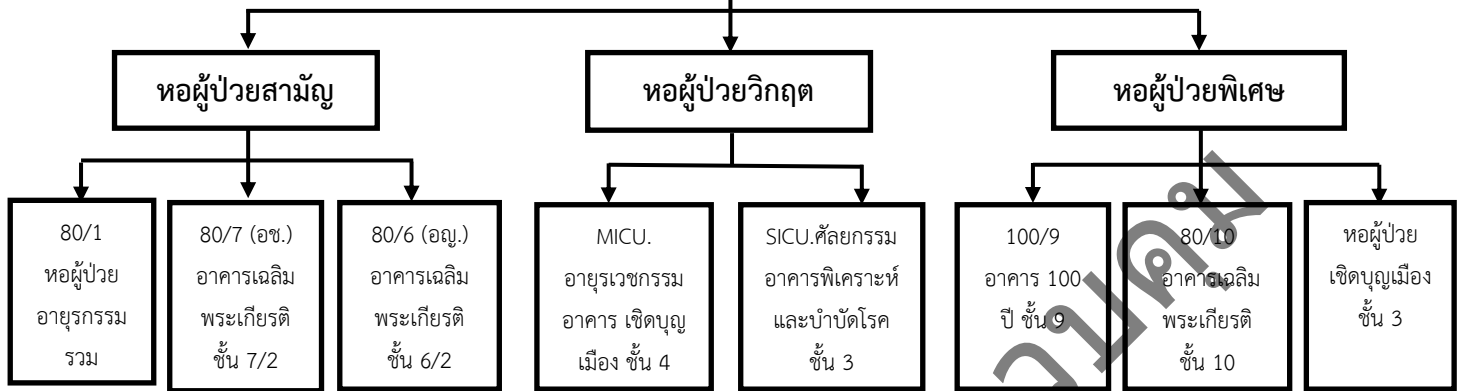 หอผู้ป่วยสามัญ
หอผู้ป่วยวิกฤต
หอผู้ป่วยพิเศษ
80/1
หอผู้ป่วย
อายุรกรรม
รวม
80/7 (อช.)
อาคารเฉลิม
พระเกียรติ
ชั้น 7/2
80/6 (อญ.)
อาคารเฉลิม
พระเกียรติ
ชั้น 6/2
MICU.
อายุรเวชกรรม
อาคาร เชิดบุญ
เมือง ชั้น 4
SICU.ศัลยกรรม
อาคารพิเคราะห์
และบำบัดโรค
ชั้น 3
100/9
อาคาร 100
ปี ชั้น 9
80/10
อาคารเฉลิม
พระเกียรติ
ชั้น 10
หอผู้ป่วย
เชิดบุญเมือง
ชั้น 3